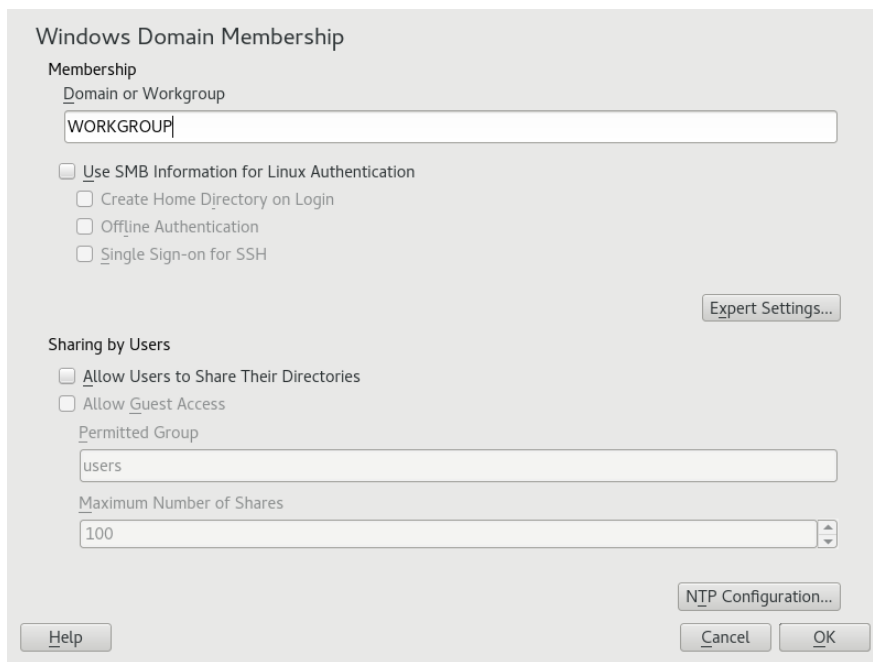 Windows Domain Membership
Membership
Domain or Workgroup
WORKGROUP
Use SMB Information for Linux Authentication
Create Home Directory on Login
Offline Authentication
Single Sign-on for SSH
Expert Settings...
Sharing by Users
Allow Users to Share Their Directories
Allow Guest Access
Permitted Group
users
Maximum Number of Shares
100
NTP Configuration...
Help
Cancel
OK